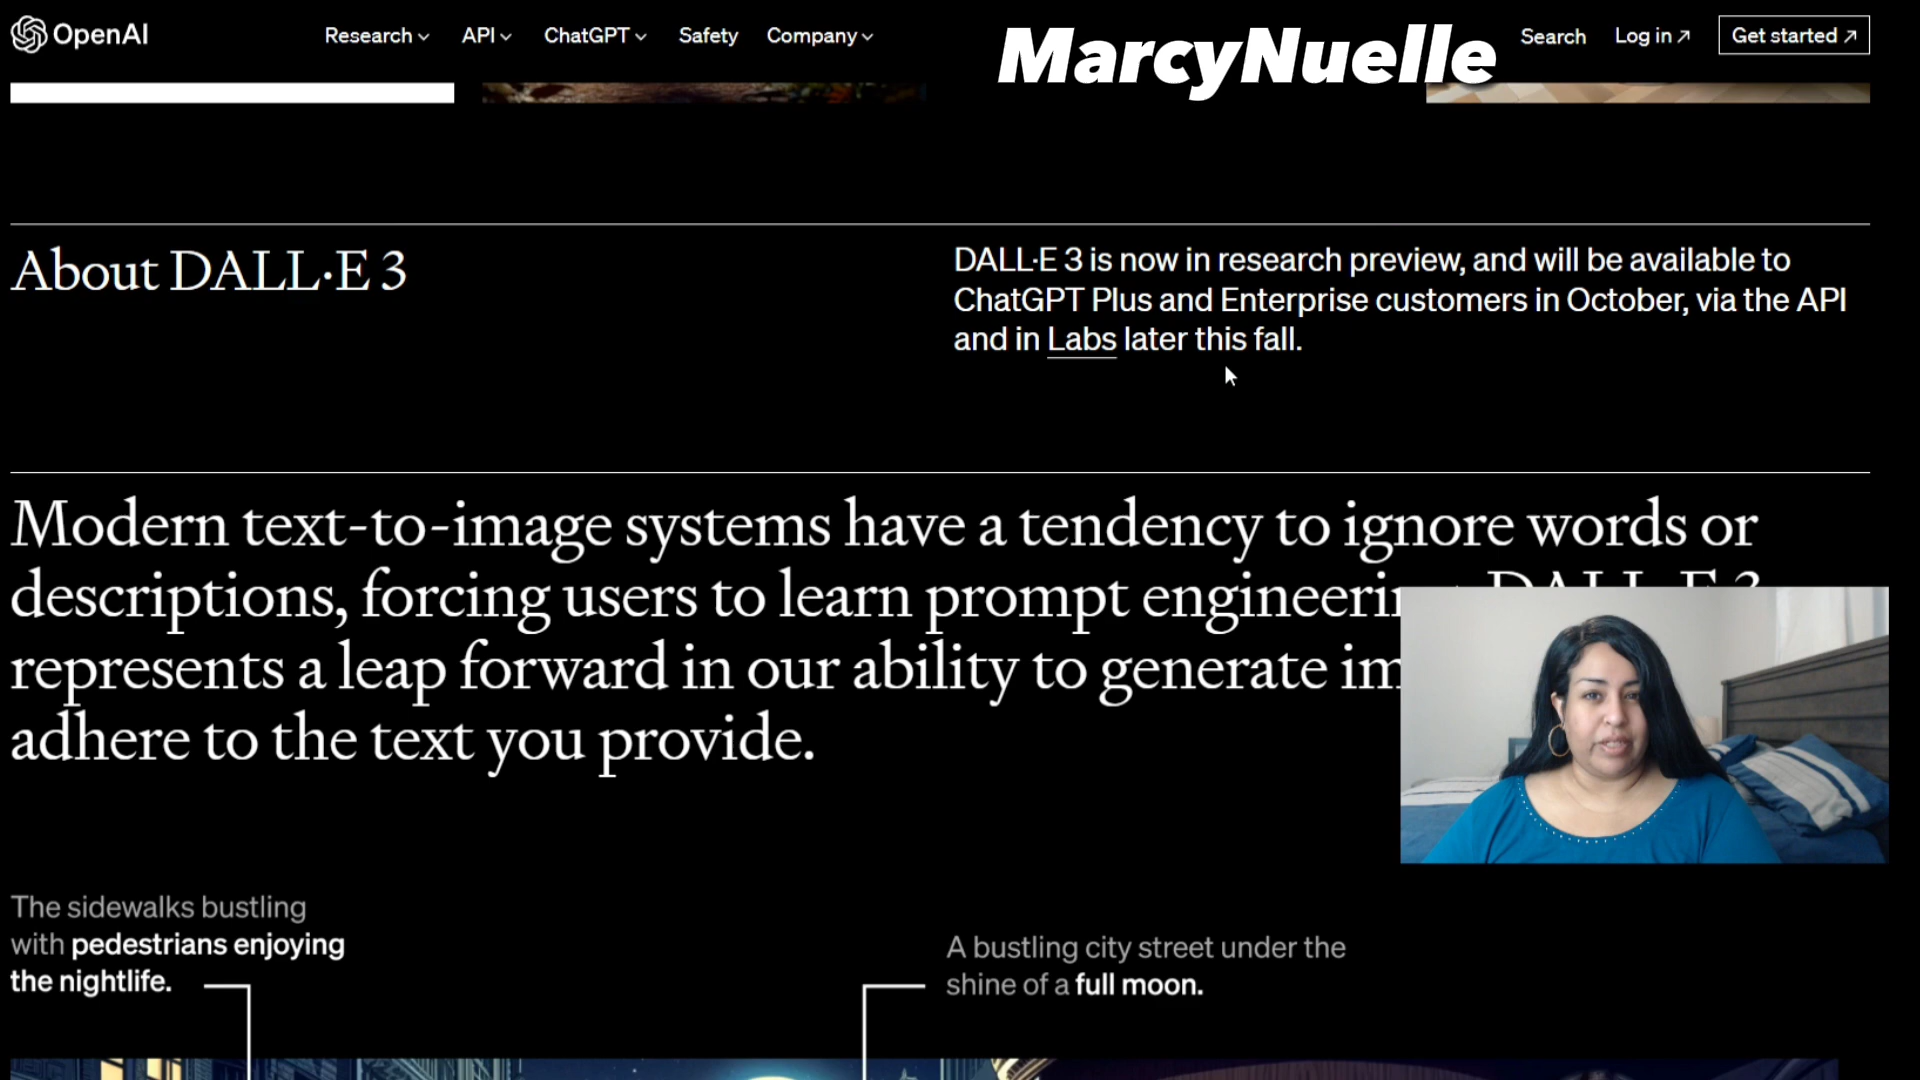 OpenAI
Research API ChatGPT Safety Company
MarcyNuelle
Search Log in Get started
About DALL·E 3
DALL·E 3 is now in research preview, and will be available to
ChatGPT Plus and Enterprise customers in October, via the API
and in Labs later this fall.
Modern text-to-image systems have a tendency to ignore words or
descriptions, forcing users to learn prompt
represents a leap forward in our ability to generate
adhere to the text you provide.
The sidewalks bustling
with pedestrians enjoying
the nightlife.
A bustling city street under the
shine of a full moon.